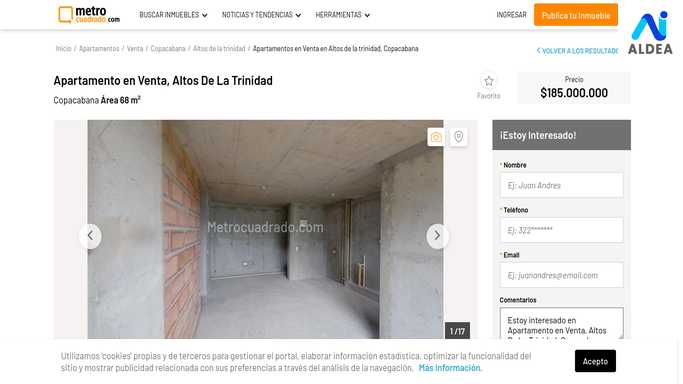 metro
cuadrado.com
BUSCAR INMUEBLES
NOTICIAS Y TENDENCIAS
HERRAMIENTAS
INGRESAR
Publica tu Inmueble
ALDEA
Inicio / Apartamentos / Venta / Copacabana / Altos de la trinidad / Apartamentos en Venta en Altos de la trinidad, Copacabana
VOLVER A LOS RESULTADO
Apartamento en Venta, Altos De La Trinidad
Copacabana Área 68 m²
Favorito
Precio
$185.000.000
Metrocuadrado.com
1 /17
¡Estoy Interesado!
* Nombre
Ej: Juan Andres
* Teléfono
Ej: 322*******
* Email
Ej: juanandres@email.com
Comentarios
Estoy interesado en
Apartamento en Venta, Altos
Utilizamos 'cookies' propias y de terceros para gestionar el portal, elaborar información estadística, optimizar la funcionalidad del
sitio y mostrar publicidad relacionada con sus preferencias a través del análisis de la navegación. Más Información.
Acepto